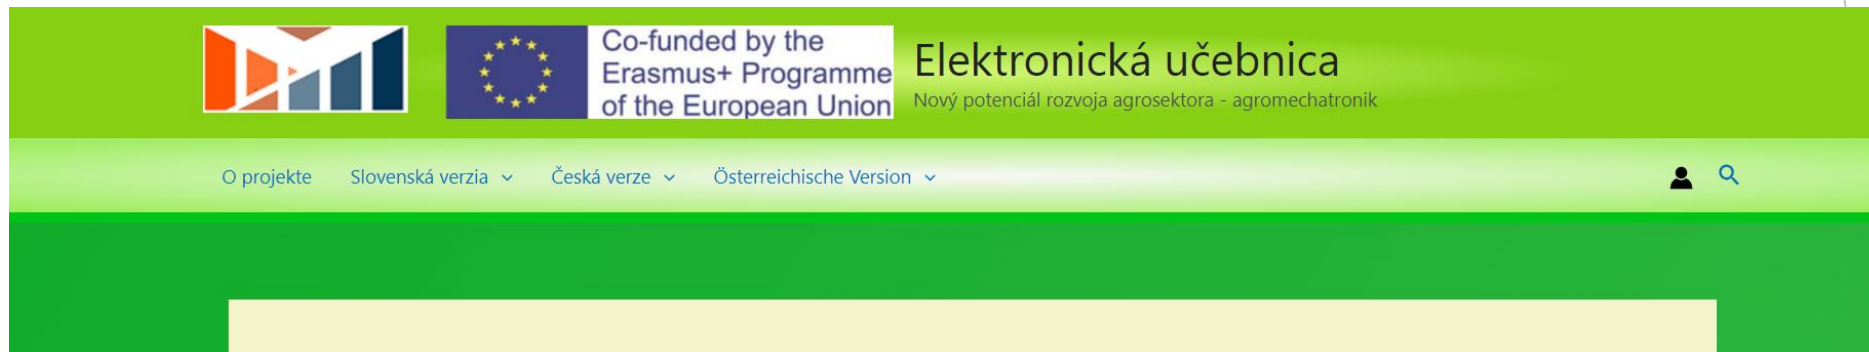 Co-funded by the
Erasmus+ Programme
of the European Union
Elektronická učebnica
Nový potenciál rozvoja agrosektora - agromechatronik
O projekte Slovenská verzia Česká verze Österreichische Version